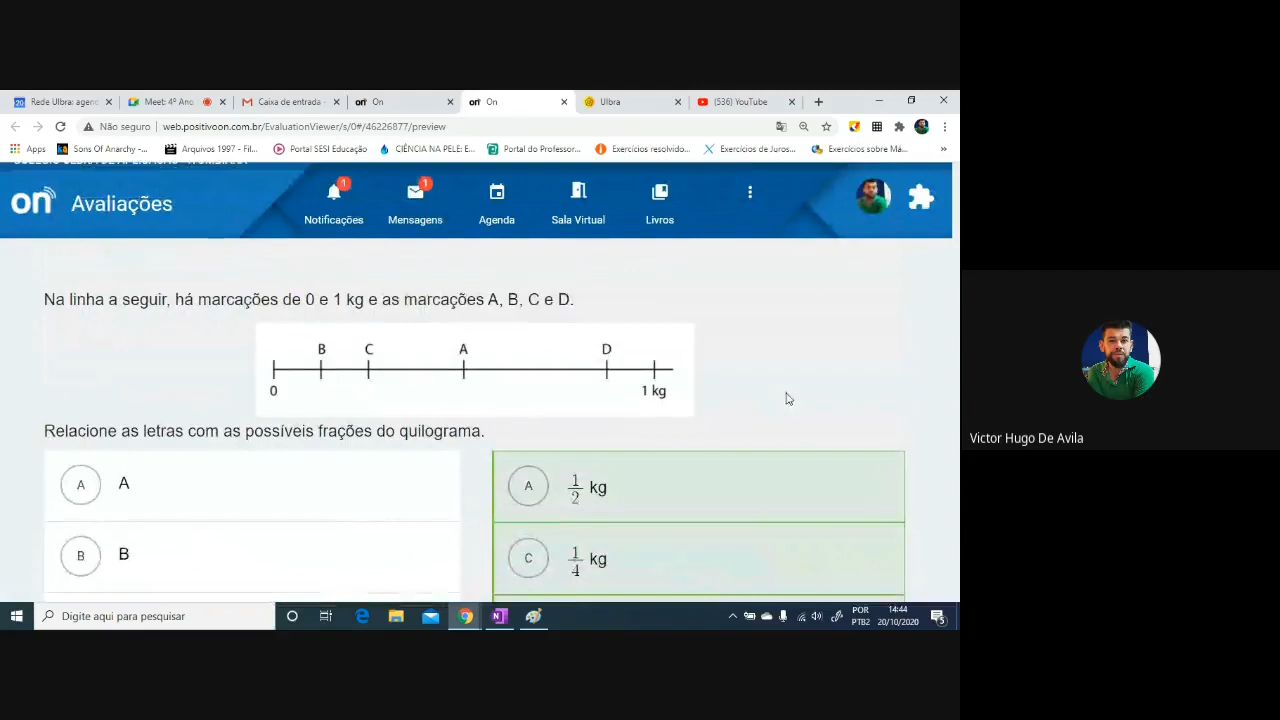 20 Rede Ulbra: agen
Meet: 4º Ano
Caixa de entrada -
on On
on On
Ulbra
(536) YouTube
Não seguro
web.positivoon.com.br/EvaluationViewer/s/0#/46226877/preview
Apps
Sons Of Anarchy -...
Arquivos 1997 - Fil...
Portal SESI Educação
CIÊNCIA NA PELE: E...
Portal do Professor...
Exercícios resolvido...
Exercícios de Juros...
Exercícios sobre Ma...
»
on Avaliações
1
Notificações
1
Mensagens
Agenda
Sala Virtual
Livros
Na linha a seguir, há marcações de 0 e 1 kg e as marcações A, B, C e D.
B C A D
0 1 kg
Relacione as letras com as possíveis frações do quilograma.
A A
B B
A 1/2 kg
C 1/4 kg
Victor Hugo De Avila
Digite aqui para pesquisar
POR
PTB2
14:44
20/10/2020
5